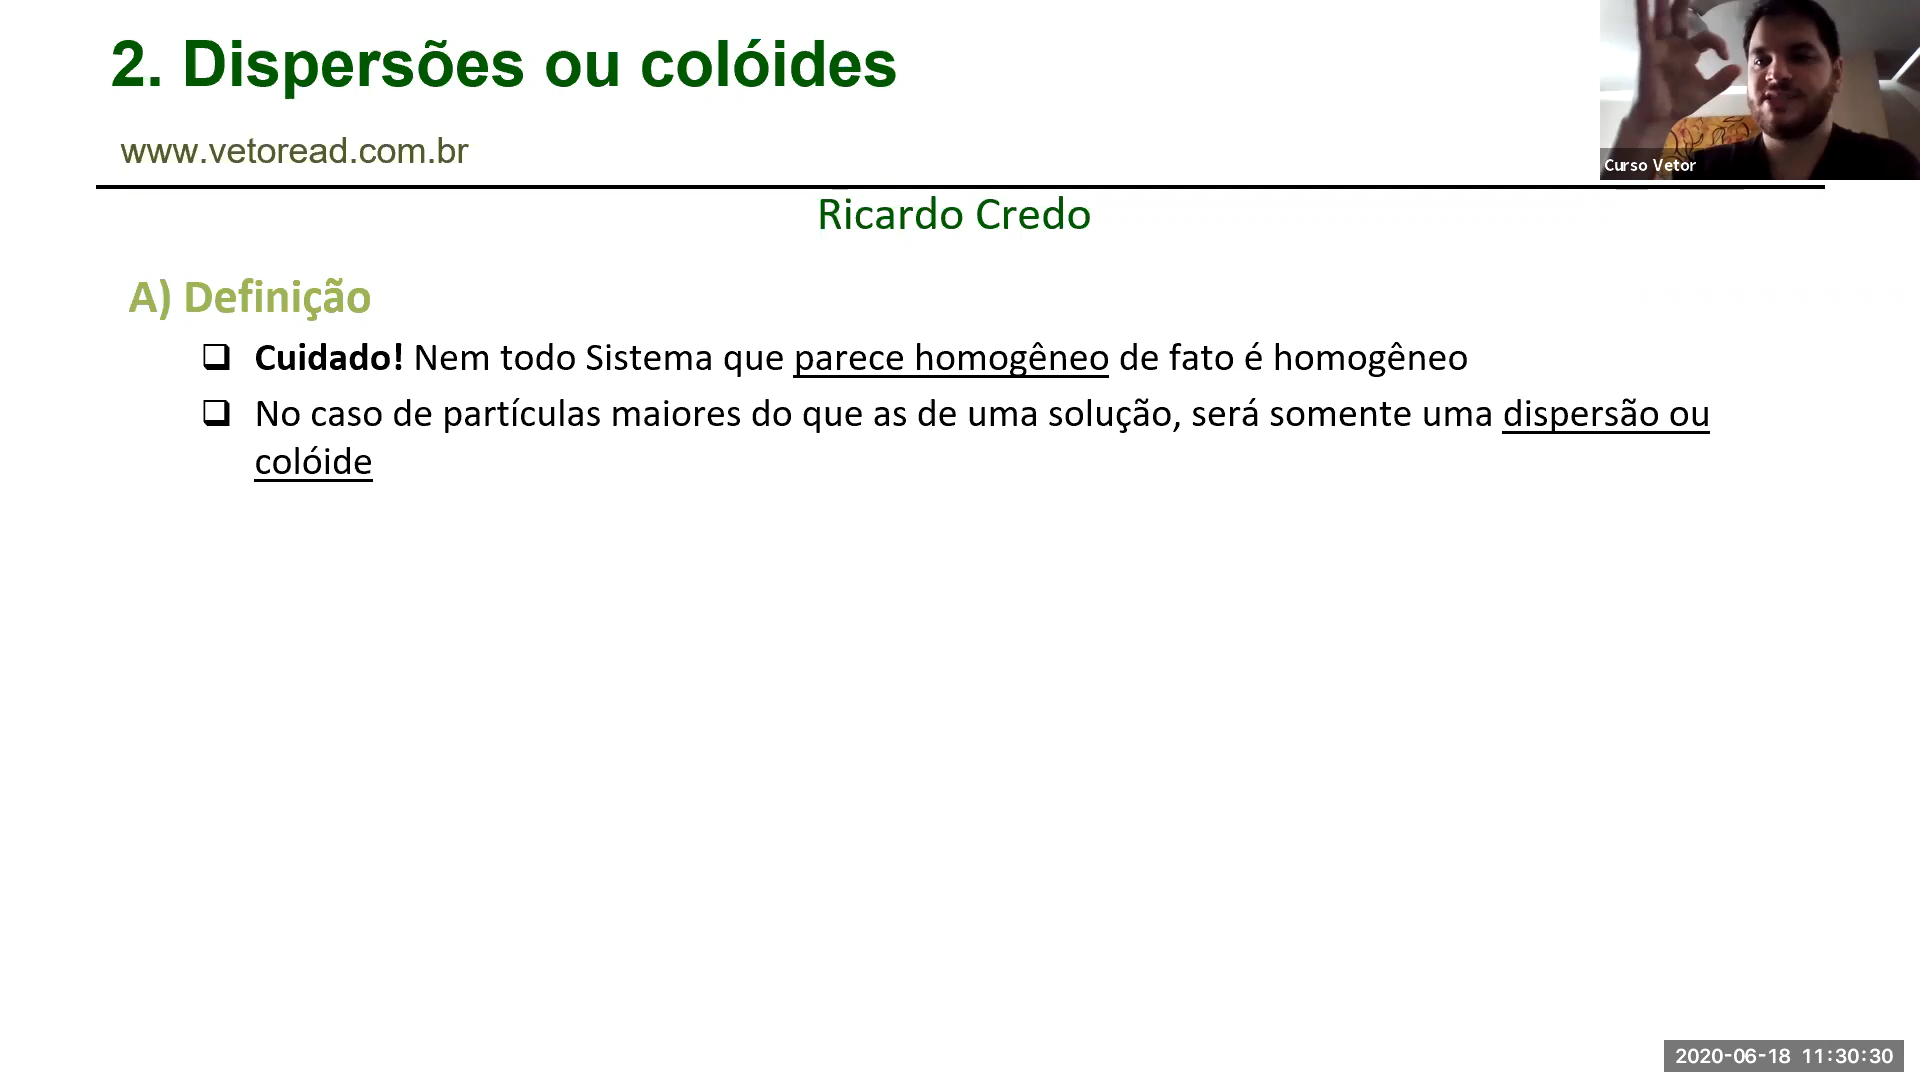 2. Dispersões ou colóides
www.vetoread.com.br
Curso Vetor
Ricardo Credo
A) Definição
Cuidado! Nem todo Sistema que parece homogêneo de fato é homogêneo
No caso de partículas maiores do que as de uma solução, será somente uma dispersão ou
colóide
2020-06-18 11:30:30